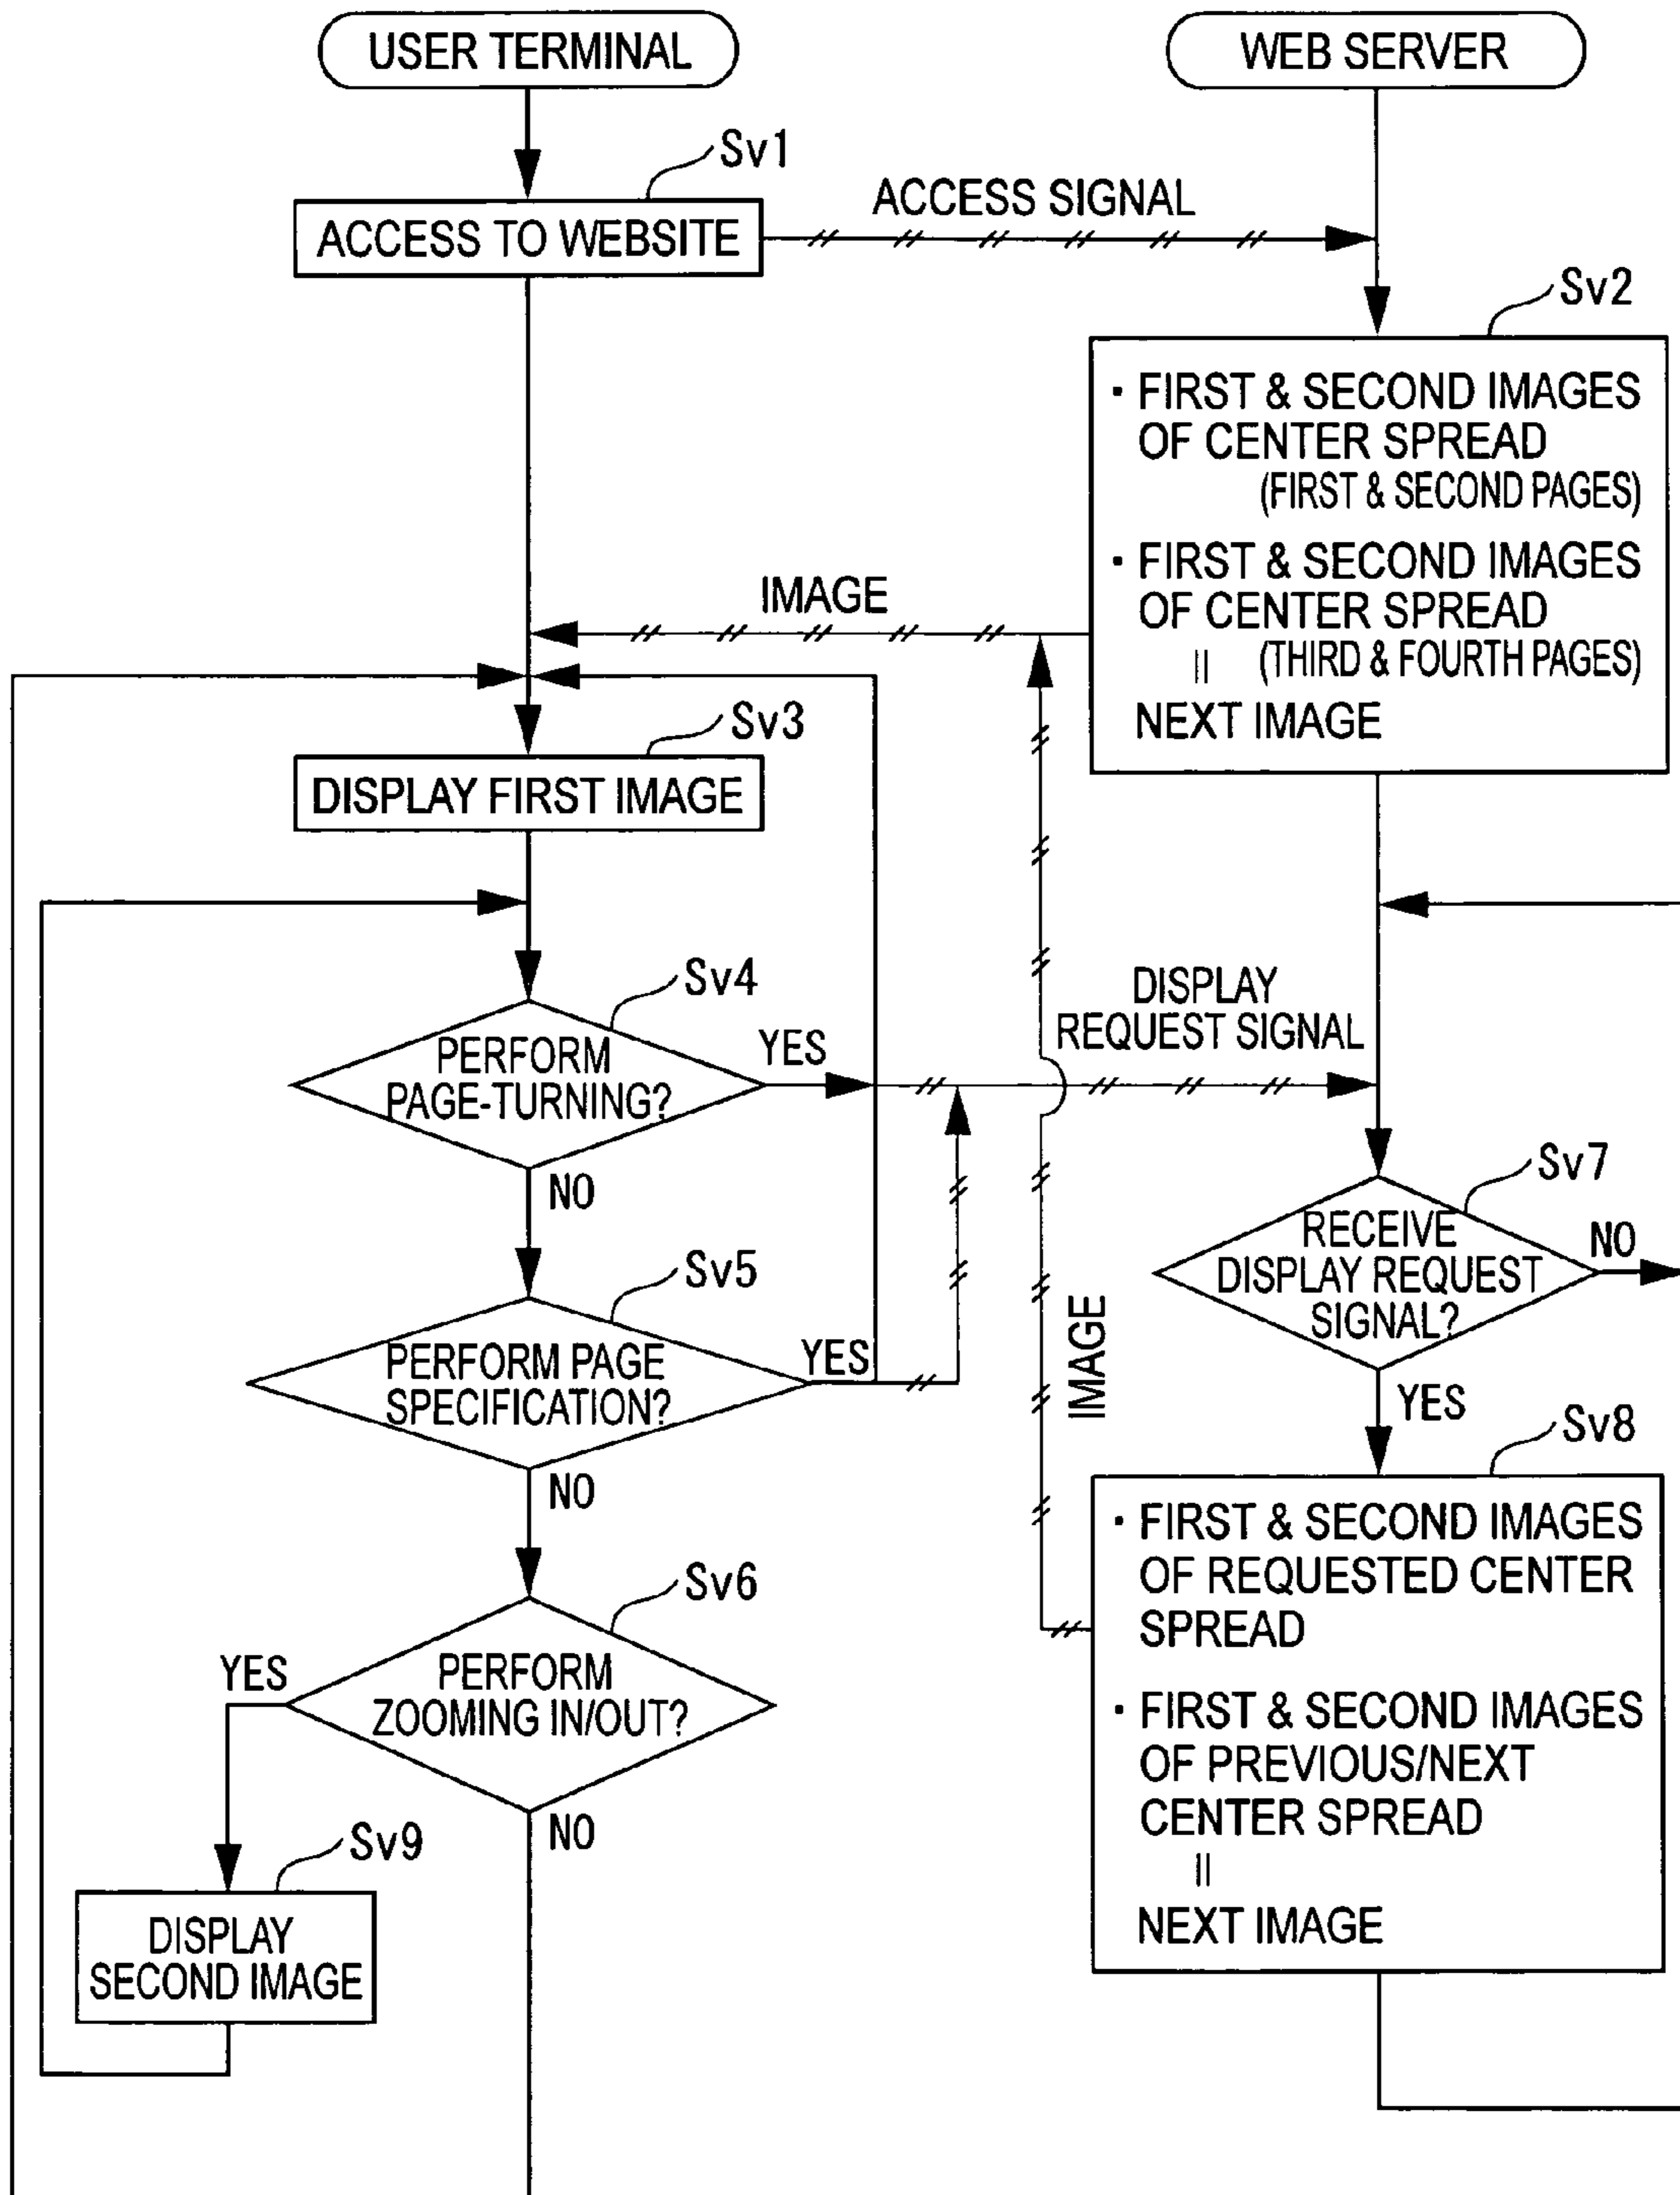 USER TERMINAL
WEB SERVER
Sv1
ACCESS TO WEBSITE
ACCESS SIGNAL
Sv2
· FIRST & SECOND IMAGES
OF CENTER SPREAD
(FIRST & SECOND PAGES)
· FIRST & SECOND IMAGES
OF CENTER SPREAD
(THIRD & FOURTH PAGES)
NEXT IMAGE
IMAGE
Sv3
DISPLAY FIRST IMAGE
Sv4
PERFORM
PAGE-TURNING?
YES
NO
DISPLAY
REQUEST SIGNAL
Sv5
PERFORM PAGE
SPECIFICATION?
YES
NO
Sv7
RECEIVE
DISPLAY REQUEST
SIGNAL?
NO
YES
IMAGE
Sv6
PERFORM
ZOOMING IN/OUT?
YES
NO
Sv8
· FIRST & SECOND IMAGES
OF REQUESTED CENTER
SPREAD
· FIRST & SECOND IMAGES
OF PREVIOUS/NEXT
CENTER SPREAD
NEXT IMAGE
Sv9
DISPLAY
SECOND IMAGE